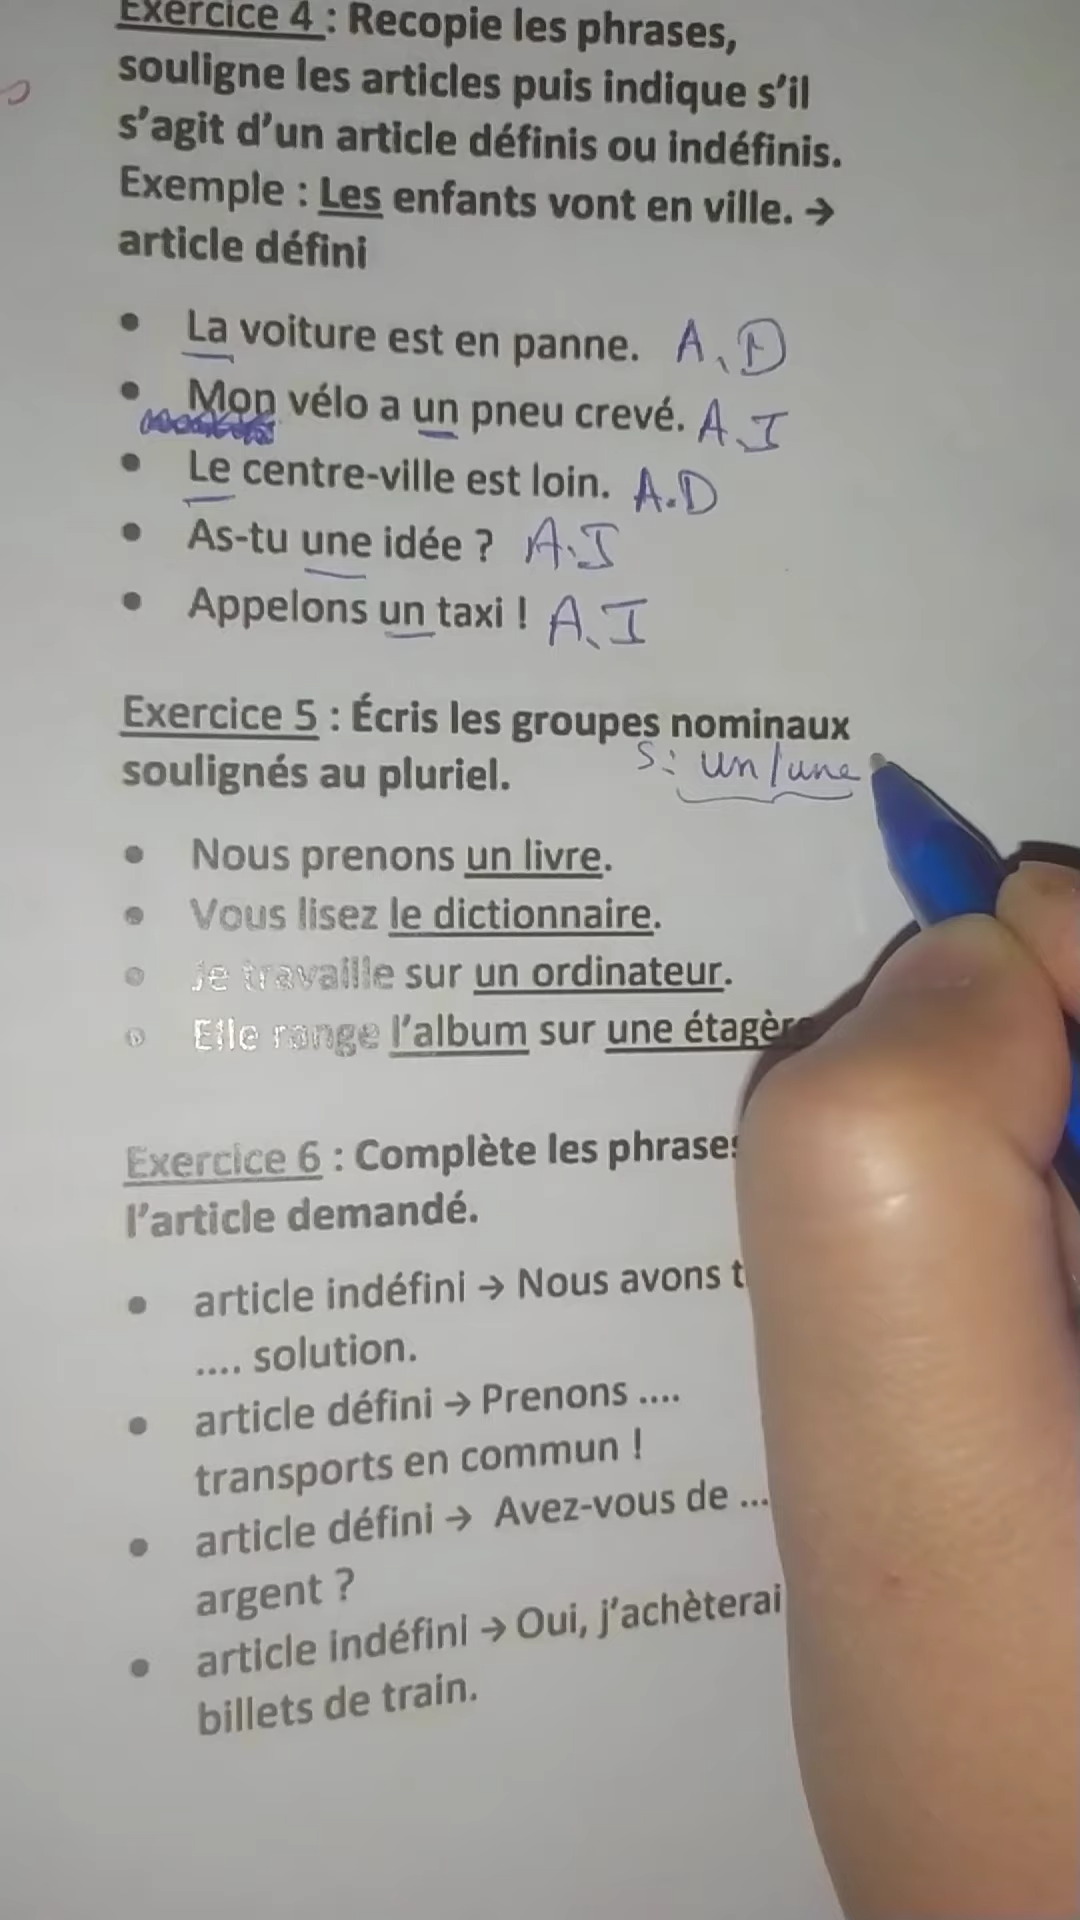 Exercice 4 : Recopie les phrases,
souligne les articles puis indique s'il
s'agit d'un article définis ou indéfinis.
Exemple : Les enfants vont en ville. →
article défini
• La voiture est en panne. A.D
• Mon vélo a un pneu crevé. A.I
• Le centre-ville est loin. A.D
• As-tu une idée ? A.I
• Appelons un taxi ! A.I
Exercice 5 : Écris les groupes nominaux
soulignés au pluriel. S: un/une
• Nous prenons un livre.
• Vous lisez le dictionnaire.
• Je travaille sur un ordinateur.
• Elle range l'album sur une étagère
Exercice 6 : Complète les phrases
l'article demandé.
• article indéfini → Nous avons
.... solution.
• article défini → Prenons ....
transports en commun !
• article défini → Avez-vous de ...
argent ?
• article indéfini → Oui, j'achèterai
billets de train.